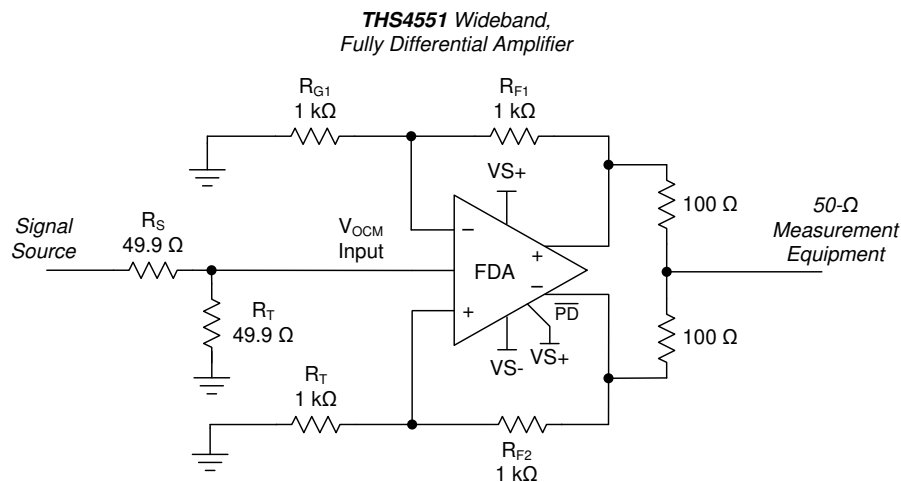 THS4551 Wideband,
Fully Differential Amplifier
RG1
1 kΩ
RF1
1 kΩ
VS+
100 Ω
50-Ω
Measurement
Equipment
Signal
Source
RS
49.9 Ω
VOCM
Input
−
FDA
+
+
−
PD
RT
49.9 Ω
VS-
VS+
100 Ω
RT
1 kΩ
RF2
1 kΩ